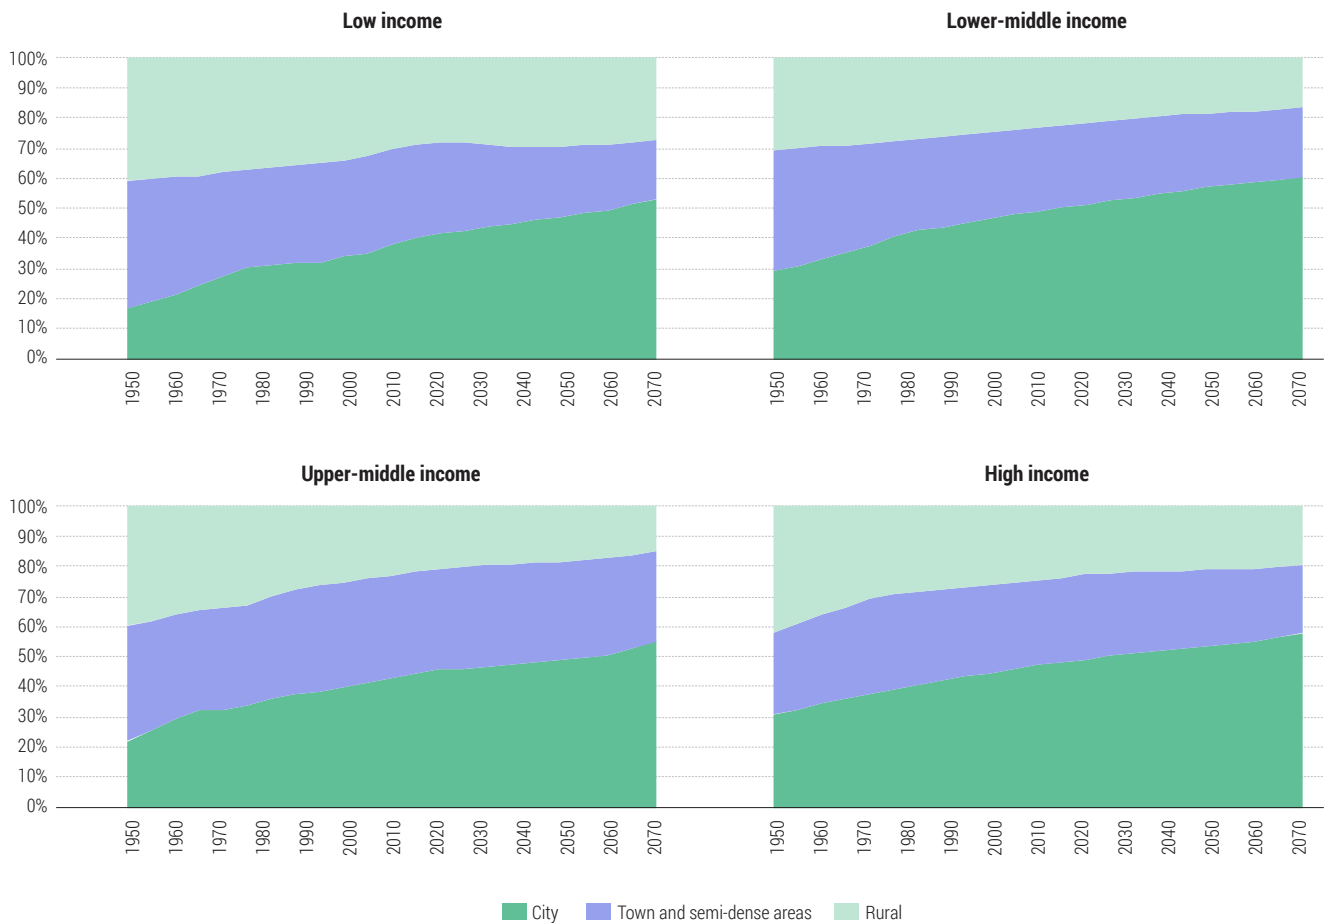 Low income
Lower-middle income
100%
90%
80%
70%
60%
50%
40%
30%
20%
10%
0%
1950 1960 1970 1980 1990 2000 2010 2020 2030 2040 2050 2060 2070
1950 1960 1970 1980 1990 2000 2010 2020 2030 2040 2050 2060 2070
Upper-middle income
High income
100%
90%
80%
70%
60%
50%
40%
30%
20%
10%
0%
1950 1960 1970 1980 1990 2000 2010 2020 2030 2040 2050 2060 2070
1950 1960 1970 1980 1990 2000 2010 2020 2030 2040 2050 2060 2070
City Town and semi-dense areas Rural